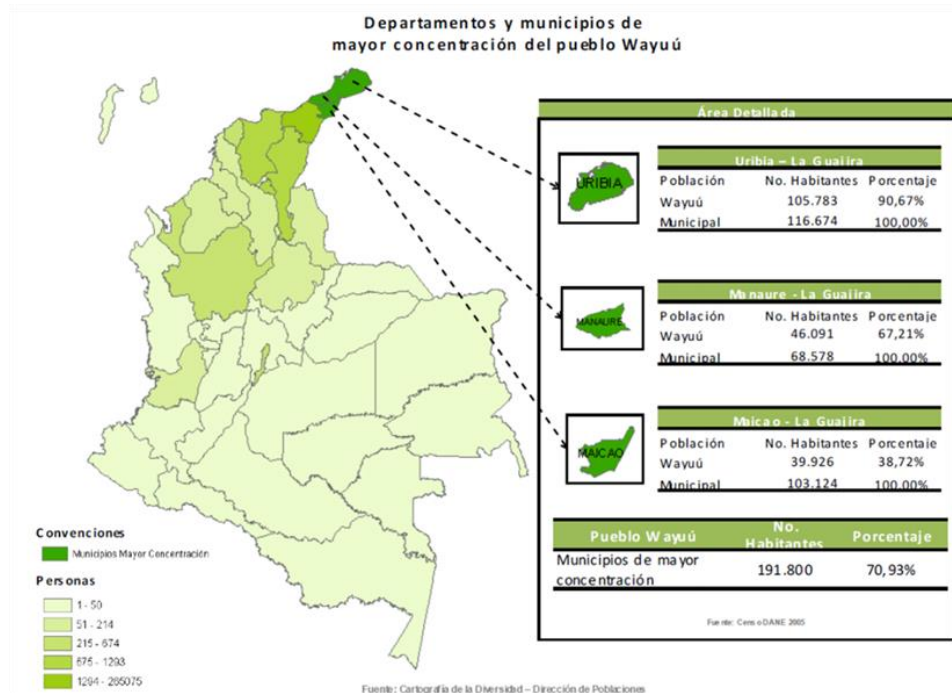 Departamentos y municipios de
mayor concentración del pueblo Wayuú
Área Detallada
URIBIA
Uribia – La Guajira
Población No. Habitantes Porcentaje
Wayuú 105.783 90,67%
Municipal 116.674 100,00%
MANAURE
Manaure - La Guajira
Población No. Habitantes Porcentaje
Wayuú 46.091 67,21%
Municipal 68.578 100,00%
MAICAO
Maicao - La Guajira
Población No. Habitantes Porcentaje
Wayuú 39.926 38,72%
Municipal 103.124 100,00%
Pueblo Wayuú No. Habitantes Porcentaje
Municipios de mayor
concentración 191.800 70,93%
Fuente: Censo DANE 2005
Convenciones
Municipios Mayor Concentración
Personas
1 - 50
51 - 214
215 - 674
675 - 1293
1294 - 265075
Fuente: Cartografía de la Diversidad – Dirección de Poblaciones